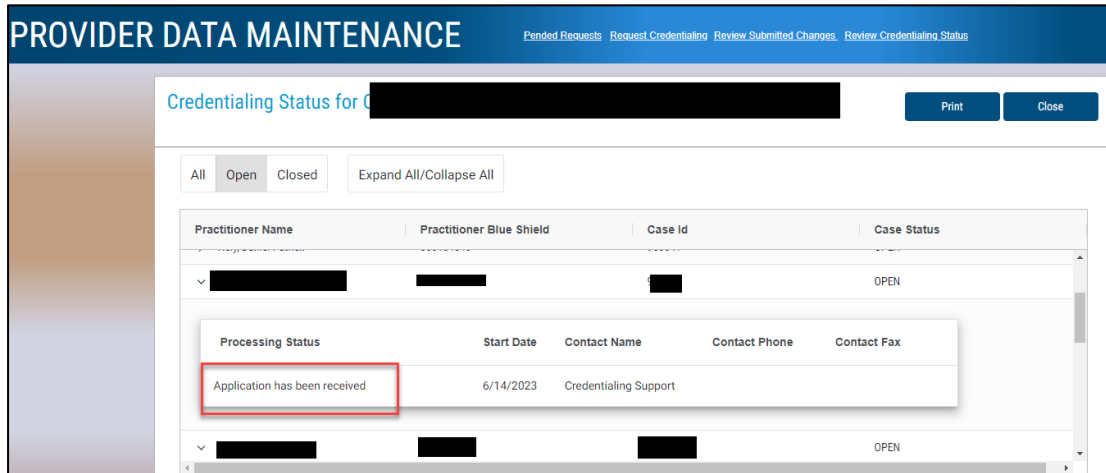 PROVIDER DATA MAINTENANCE
Pended Requests Request Credentialing Review Submitted Changes Review Credentialing Status
Credentialing Status for
Print Close
All Open Closed Expand All/Collapse All
Practitioner Name Practitioner Blue Shield Case Id Case Status
OPEN
Processing Status Start Date Contact Name Contact Phone Contact Fax
Application has been received 6/14/2023 Credentialing Support
OPEN